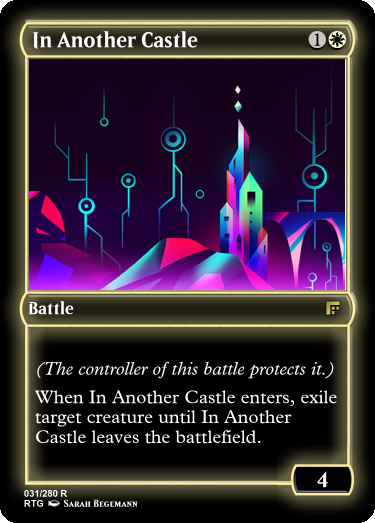 In Another Castle 1
Battle
(The controller of this battle protects it.)
When In Another Castle enters, exile
target creature until In Another
Castle leaves the battlefield.
4
031/280 R
RTG Sarah Begemann